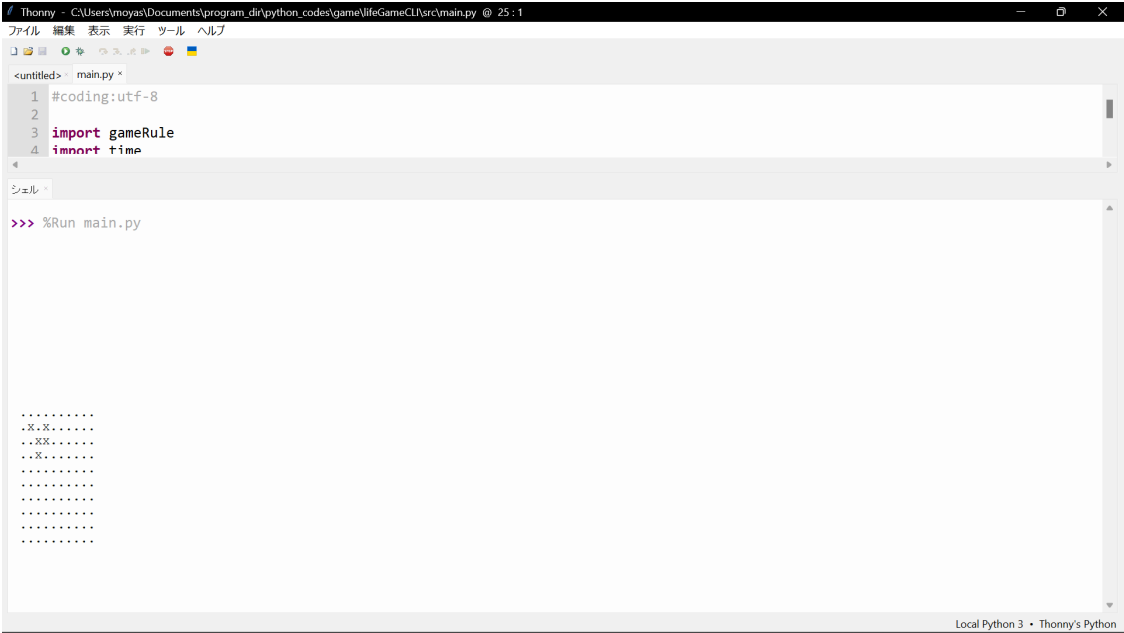 Thonny - C:\Users\moyas\Documents\program_dir\python_codes\game\lifeGameCLI\src\main.py @ 25 : 1
ファイル 編集 表示 実行 ツール ヘルプ
<untitled> × main.py ×
1 #coding:utf-8
2
3 import gameRule
4 import time
シェル ×
>>> %Run main.py
..........
.x.x......
..xx......
..x.......
..........
..........
..........
..........
..........
..........
Local Python 3 • Thonny's Python